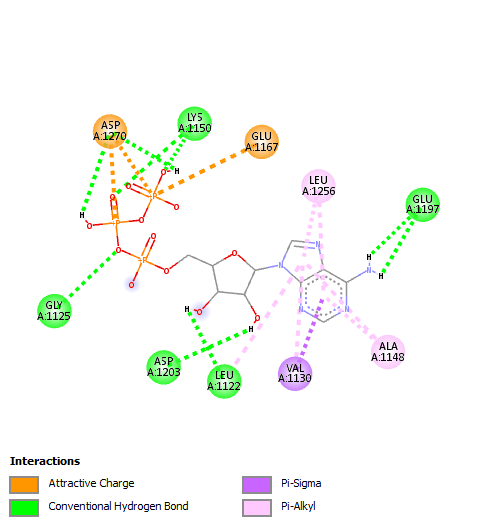 LYS
A:1150
ASP
A:1270
GLU
A:1167
H
O
P
O
O
LEU
A:1256
GLU
A:1197
O
H
O
P
O
O
P
O
O
O
O
N
N
H
N
H
N
N
GLY
A:1125
H
O
O
H
ASP
A:1203
LEU
A:1122
VAL
A:1130
ALA
A:1148
Interactions
Attractive Charge
Pi-Sigma
Conventional Hydrogen Bond
Pi-Alkyl